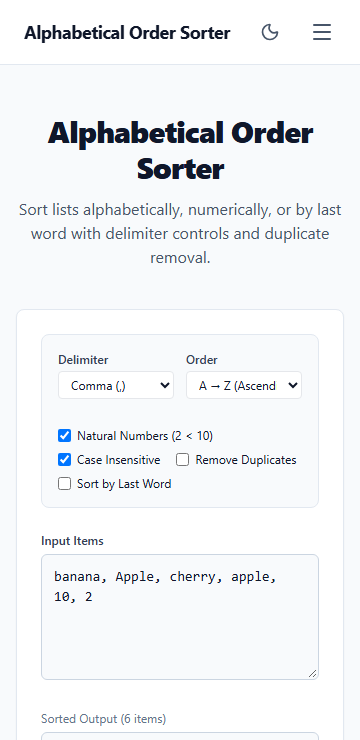 Alphabetical Order Sorter
Alphabetical Order
Sorter
Sort lists alphabetically, numerically, or by last
word with delimiter controls and duplicate
removal.
Delimiter
Order
Comma (,)
A → Z (Ascend
Natural Numbers (2 < 10)
Case Insensitive
Remove Duplicates
Sort by Last Word
Input Items
banana, Apple, cherry, apple,
10, 2
Sorted Output (6 items)